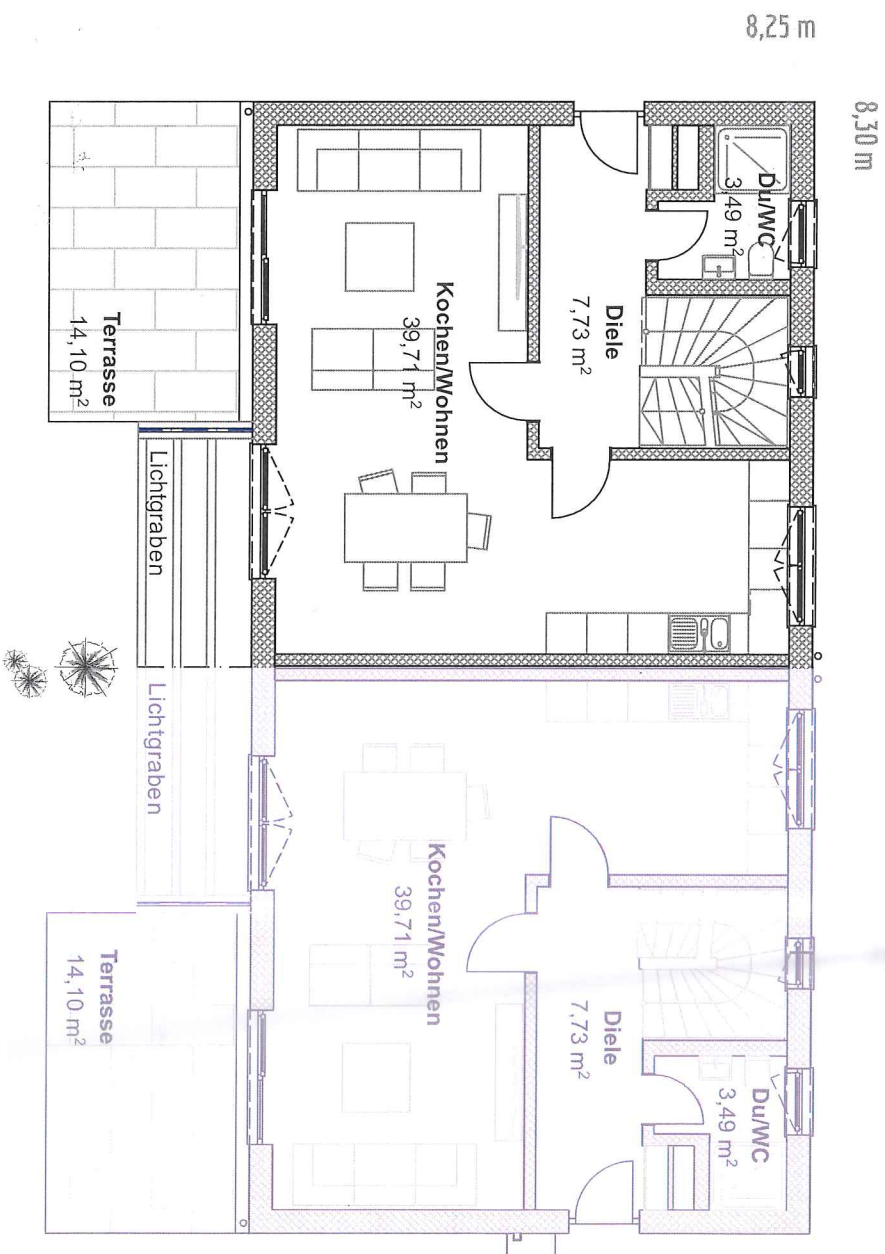 8,25 m
8,30 m
Du/WC
3,49 m²
Diele
7,73 m²
Kochen/Wohnen
39,71 m²
Terrasse
14,10 m²
Lichtgraben
Lichtgraben
Kochen/Wohnen
39,71 m²
Diele
7,73 m²
Du/WC
3,49 m²
Terrasse
14,10 m²